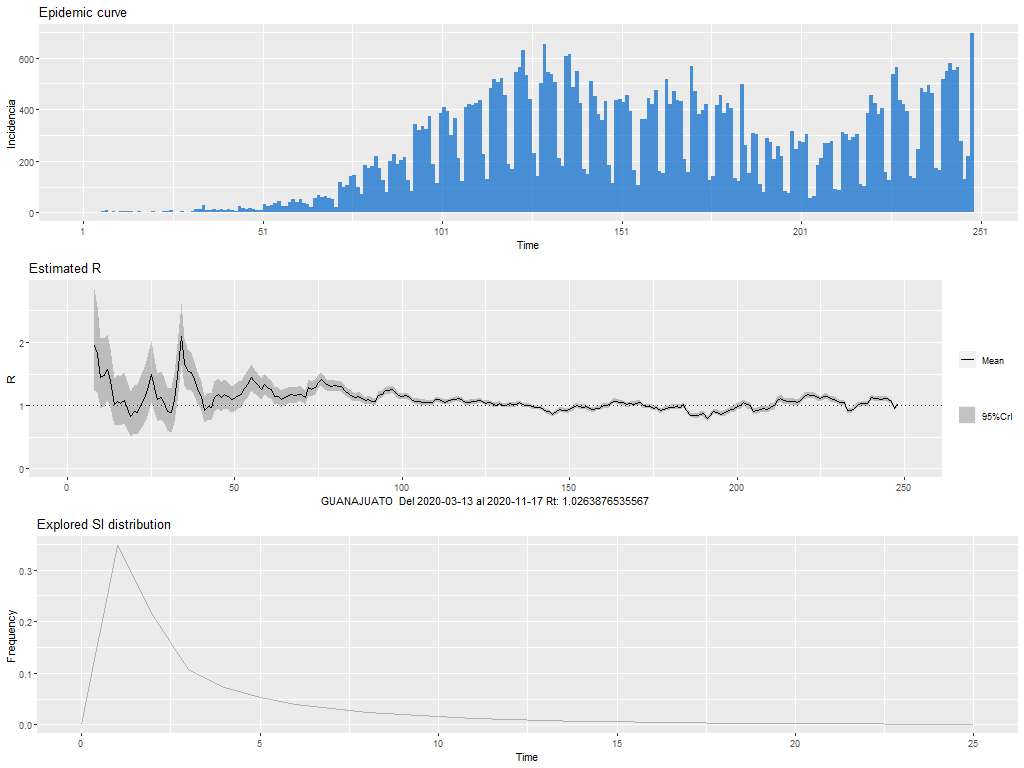 Epidemic curve
Incidencia
600
400
200
0
1
51
101
151
201
251
Time
Estimated R
R
2
1
0
0
50
100
150
200
250
Mean
95%CrI
GUANAJUATO Del 2020-03-13 al 2020-11-17 Rt: 1.0263876535567
Explored SI distribution
Frequency
0.3
0.2
0.1
0.0
0
5
10
15
20
25
Time